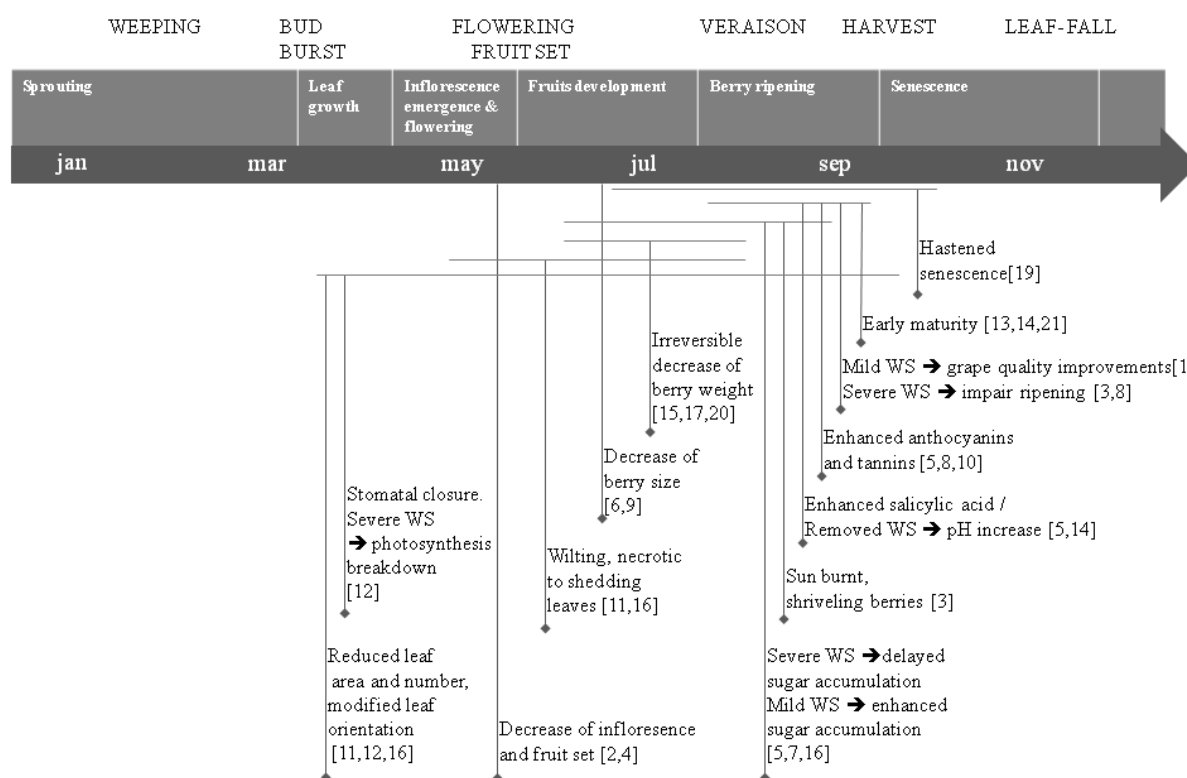 WEEPING
BUD
BURST
FLOWERING
FRUIT SET
VERAISON
HARVEST
LEAF-FALL
Sprouting
Leaf
growth
Inflorescence
emergence &
flowering
Fruits development
Berry ripening
Senescence
jan
mar
may
jul
sep
nov
Hastened
senescence[19]
Early maturity [13,14,21]
Mild WS ➔ grape quality improvements[1
Severe WS ➔ impair ripening [3,8]
Irreversible
decrease of
berry weight
[15,17,20]
Enhanced anthocyanins
and tannins [5,8,10]
Decrease of
berry size
[6,9]
Enhanced salicylic acid /
Removed WS ➔ pH increase [5,14]
Stomatal closure.
Severe WS
➔ photosynthesis
breakdown
[12]
Wilting, necrotic
to shedding
leaves [11,16]
Sun burnt,
shriveling berries [3]
Reduced leaf
area and number,
modified leaf
orientation
[11,12,16]
Decrease of infloresence
and fruit set [2,4]
Severe WS ➔delayed
sugar accumulation
Mild WS ➔ enhanced
sugar accumulation
[5,7,16]